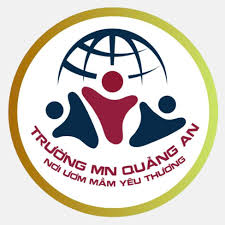 TRƯỜNG MN QUẢNG AN
NƠI ƯƠM MẦM YÊU THƯƠNG